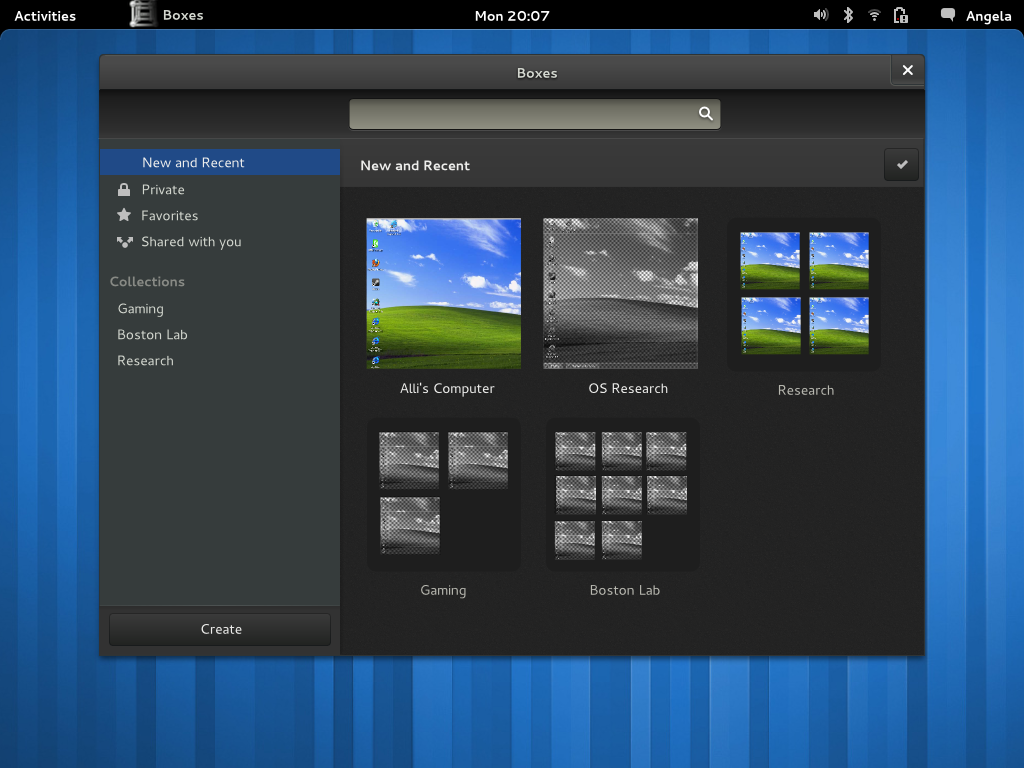 Activities
Boxes
Mon 20:07
Angela
Boxes
New and Recent
Private
Favorites
Shared with you
Collections
Gaming
Boston Lab
Research
Create
New and Recent
Alli's Computer
OS Research
Research
Gaming
Boston Lab